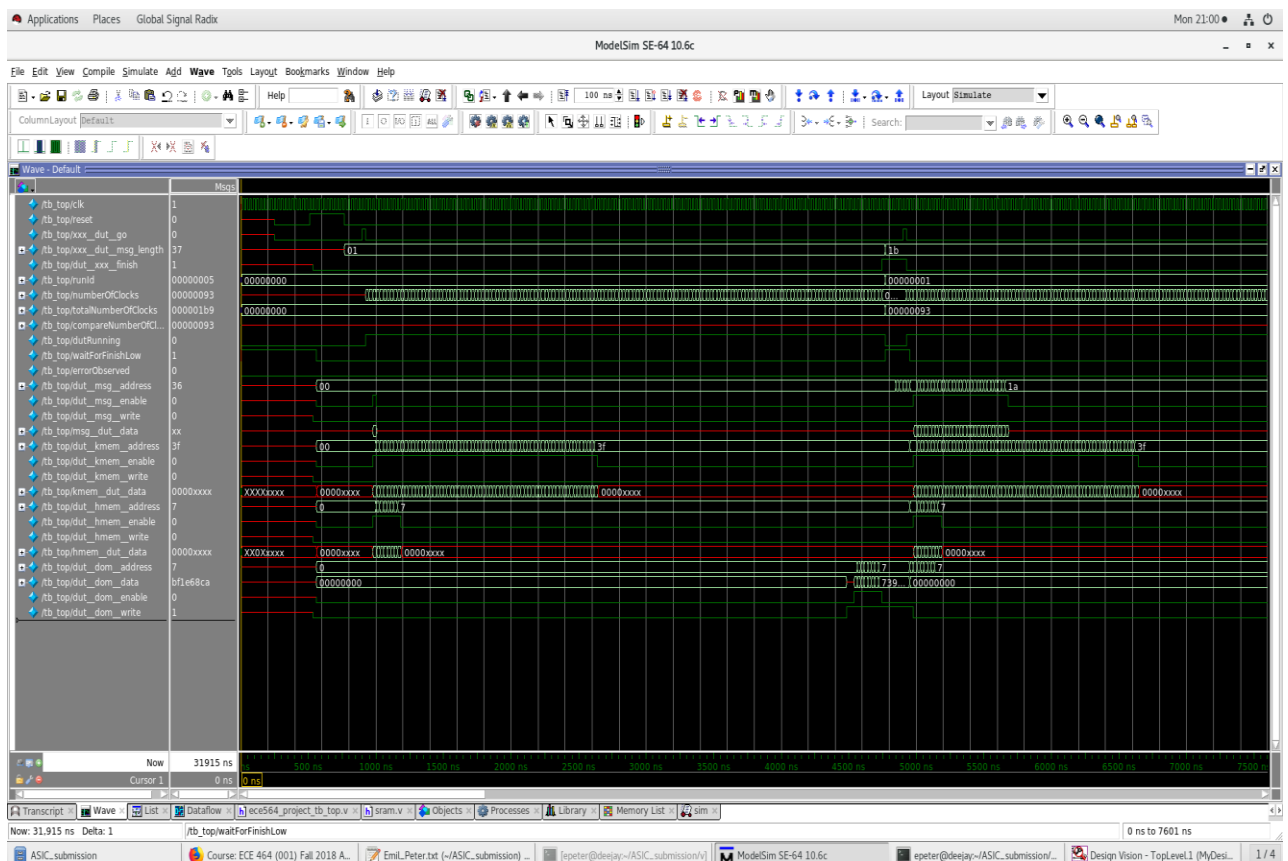 Applications Places Global Signal Radix Mon 21:00
ModelSim SE-64 10.6c
File Edit View Compile Simulate Add Wave Tools Layout Bookmarks Window Help
Help 100 ns Layout Simulate
ColumnLayout Default Search:
Wave - Default
Msgs
/tb_top/clk 1
/tb_top/reset 0
/tb_top/xxx__dut__go 0
/tb_top/xxx__dut__msg_length 37 01 1b
/tb_top/dut__xxx__finish 1
/tb_top/runId 00000005 00000000 00000001
/tb_top/numberOfClocks 00000093 0...
/tb_top/totalNumberOfClocks 000001b9 00000000 00000093
/tb_top/compareNumberOfCl... 00000093
/tb_top/dutRunning 0
/tb_top/waitForFinishLow 1
/tb_top/errorObserved 0
/tb_top/dut__msg__address 36 00 1a
/tb_top/dut__msg__enable 0
/tb_top/dut__msg__write 0
/tb_top/msg__dut__data xx
/tb_top/dut__kmem__address 3f 00 3f 3f
/tb_top/dut__kmem__enable 0
/tb_top/dut__kmem__write 0
/tb_top/kmem__dut__data 0000xxxx XXXXxxxx 0000xxxx 0000xxxx 0000xxxx
/tb_top/dut__hmem__address 7 0 7 7
/tb_top/dut__hmem__enable 0
/tb_top/dut__hmem__write 0
/tb_top/hmem__dut__data 0000xxxx XX0Xxxxx 0000xxxx 0000xxxx 0000xxxx
/tb_top/dut__dom__address 7 0 7 7
/tb_top/dut__dom__data bf1e68ca 00000000 739... 00000000
/tb_top/dut__dom__enable 0
/tb_top/dut__dom__write 1
Now 31915 ns ns 500 ns 1000 ns 1500 ns 2000 ns 2500 ns 3000 ns 3500 ns 4000 ns 4500 ns 5000 ns 5500 ns 6000 ns 6500 ns 7000 ns 7500 n
Cursor 1 0 ns 0 ns
Transcript Wave List Dataflow ece564_project_tb_top.v sram.v Objects Processes Library Memory List sim
Now: 31,915 ns Delta: 1 /tb_top/waitForFinishLow 0 ns to 7601 ns
ASIC_submission Course: ECE 464 (001) Fall 2018 A... Emil_Peter.txt (~/ASIC_submission) ... [epeter@deejay:~/ASIC_submission/v] ModelSim SE-64 10.6c epeter@deejay:~/ASIC_submission/... Design Vision - TopLevel.1 (MyDesi... 1 / 4